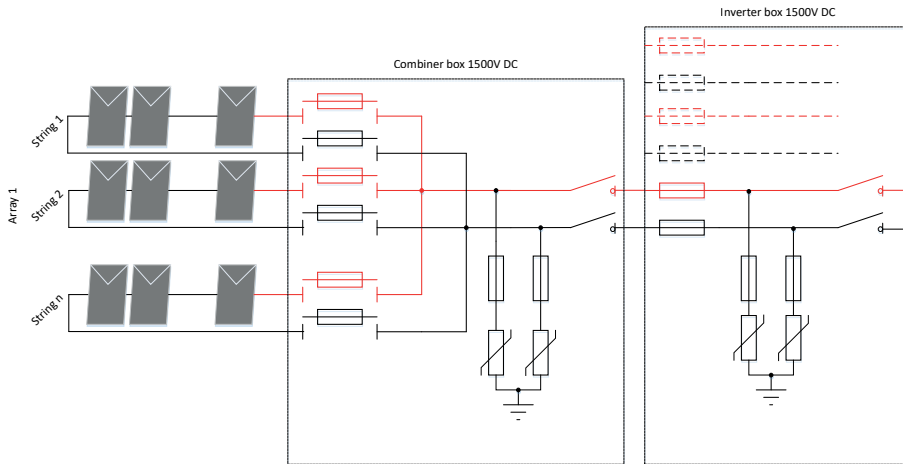 Inverter box 1500V DC
Combiner box 1500V DC
String 1
String 2
Array 1
String n